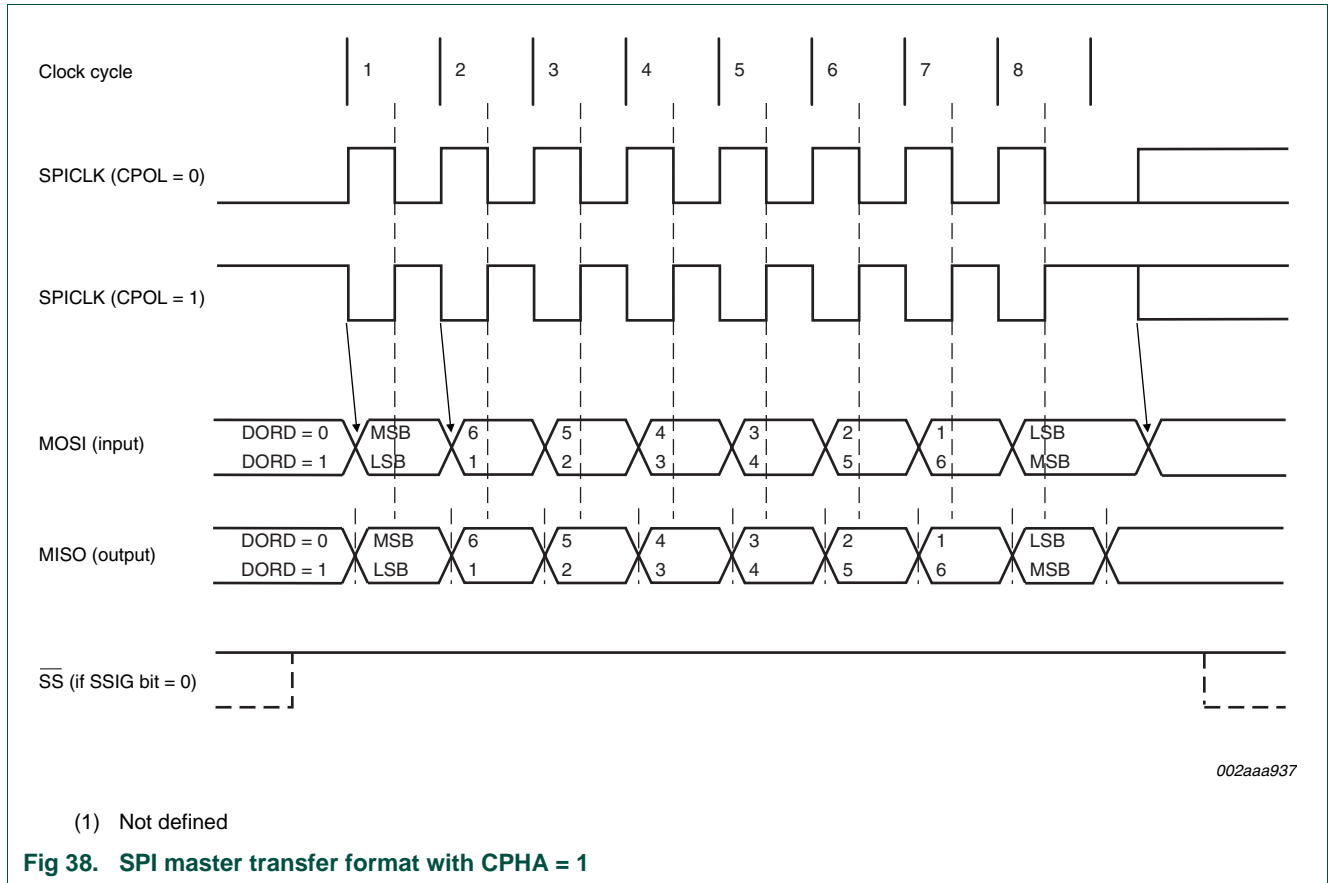 Clock cycle 1 2 3 4 5 6 7 8
SPICLK (CPOL = 0)
SPICLK (CPOL = 1)
DORD = 0 MSB 6 5 4 3 2 1 LSB
MOSI (input)
DORD = 1 LSB 1 2 3 4 5 6 MSB
DORD = 0 MSB 6 5 4 3 2 1 LSB
MISO (output)
DORD = 1 LSB 1 2 3 4 5 6 MSB
S̅S̅ (if SSIG bit = 0)
002aaa937
(1) Not defined
Fig 38. SPI master transfer format with CPHA = 1